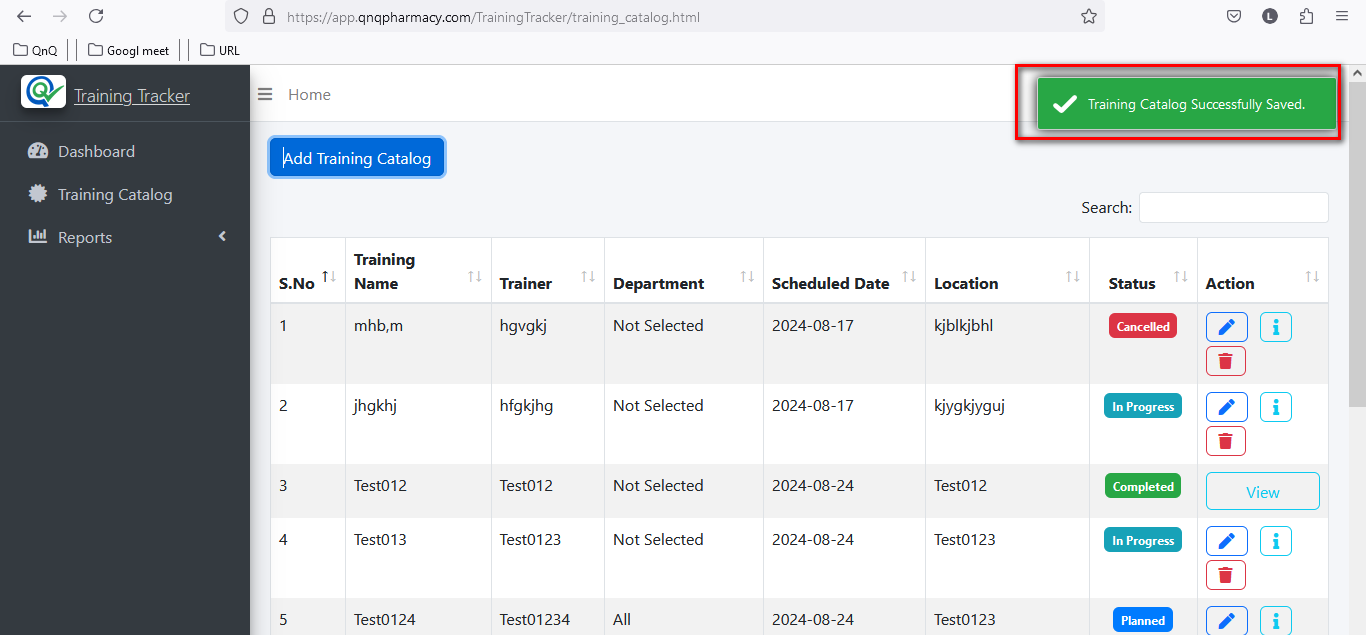 https://app.qnqpharmacy.com/TrainingTracker/training_catalog.html
L
QnQ
Googl meet
URL
Training Tracker
Home
Training Catalog Successfully Saved.
Dashboard
Training Catalog
Reports
Add Training Catalog
Search:
S.No Training Name Trainer Department Scheduled Date Location Status Action
1 mhb,m hgvgkj Not Selected 2024-08-17 kjblkjbhl Cancelled
2 jhgkhj hfgkjhg Not Selected 2024-08-17 kjygkjyguj In Progress
3 Test012 Test012 Not Selected 2024-08-24 Test012 Completed View
4 Test013 Test0123 Not Selected 2024-08-24 Test0123 In Progress
5 Test0124 Test01234 All 2024-08-24 Test0123 Planned